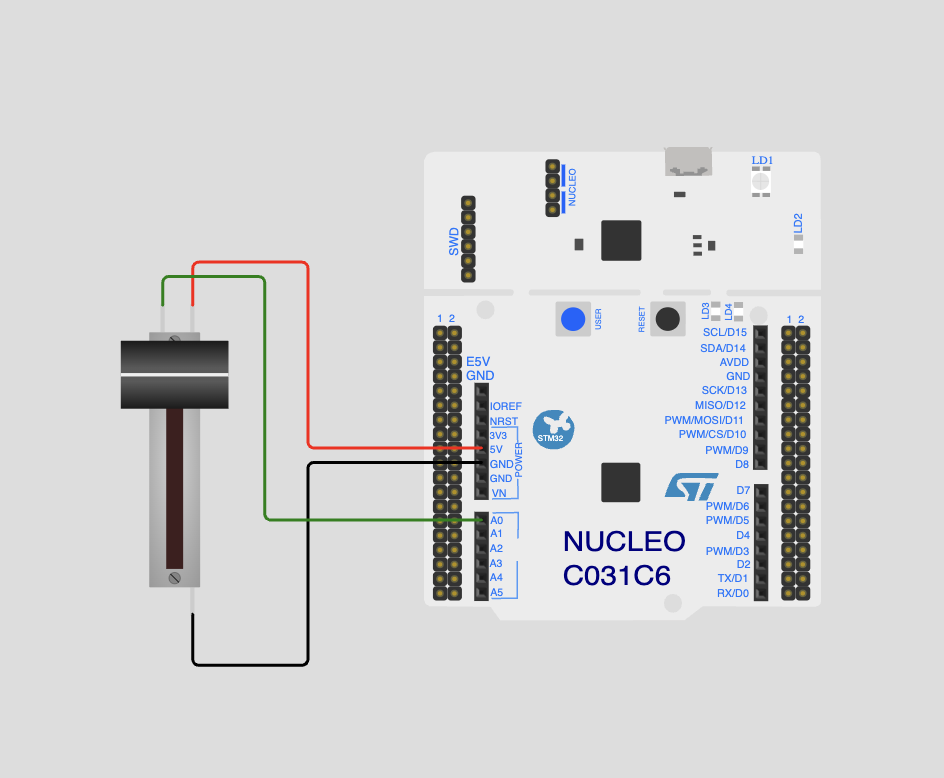 LD1
NUCLEO
LD2
SWD
USER
RESET
LD3
LD4
1 2
1 2
E5V
GND
IOREF
NRST
3V3
5V
GND
GND
VN
POWER
A0
A1
A2
A3
A4
A5
STM32
SCL/D15
SDA/D14
AVDD
GND
SCK/D13
MISO/D12
PWM/MOSI/D11
PWM/CS/D10
PWM/D9
D8
D7
PWM/D6
PWM/D5
D4
PWM/D3
D2
TX/D1
RX/D0
ST
NUCLEO
C031C6